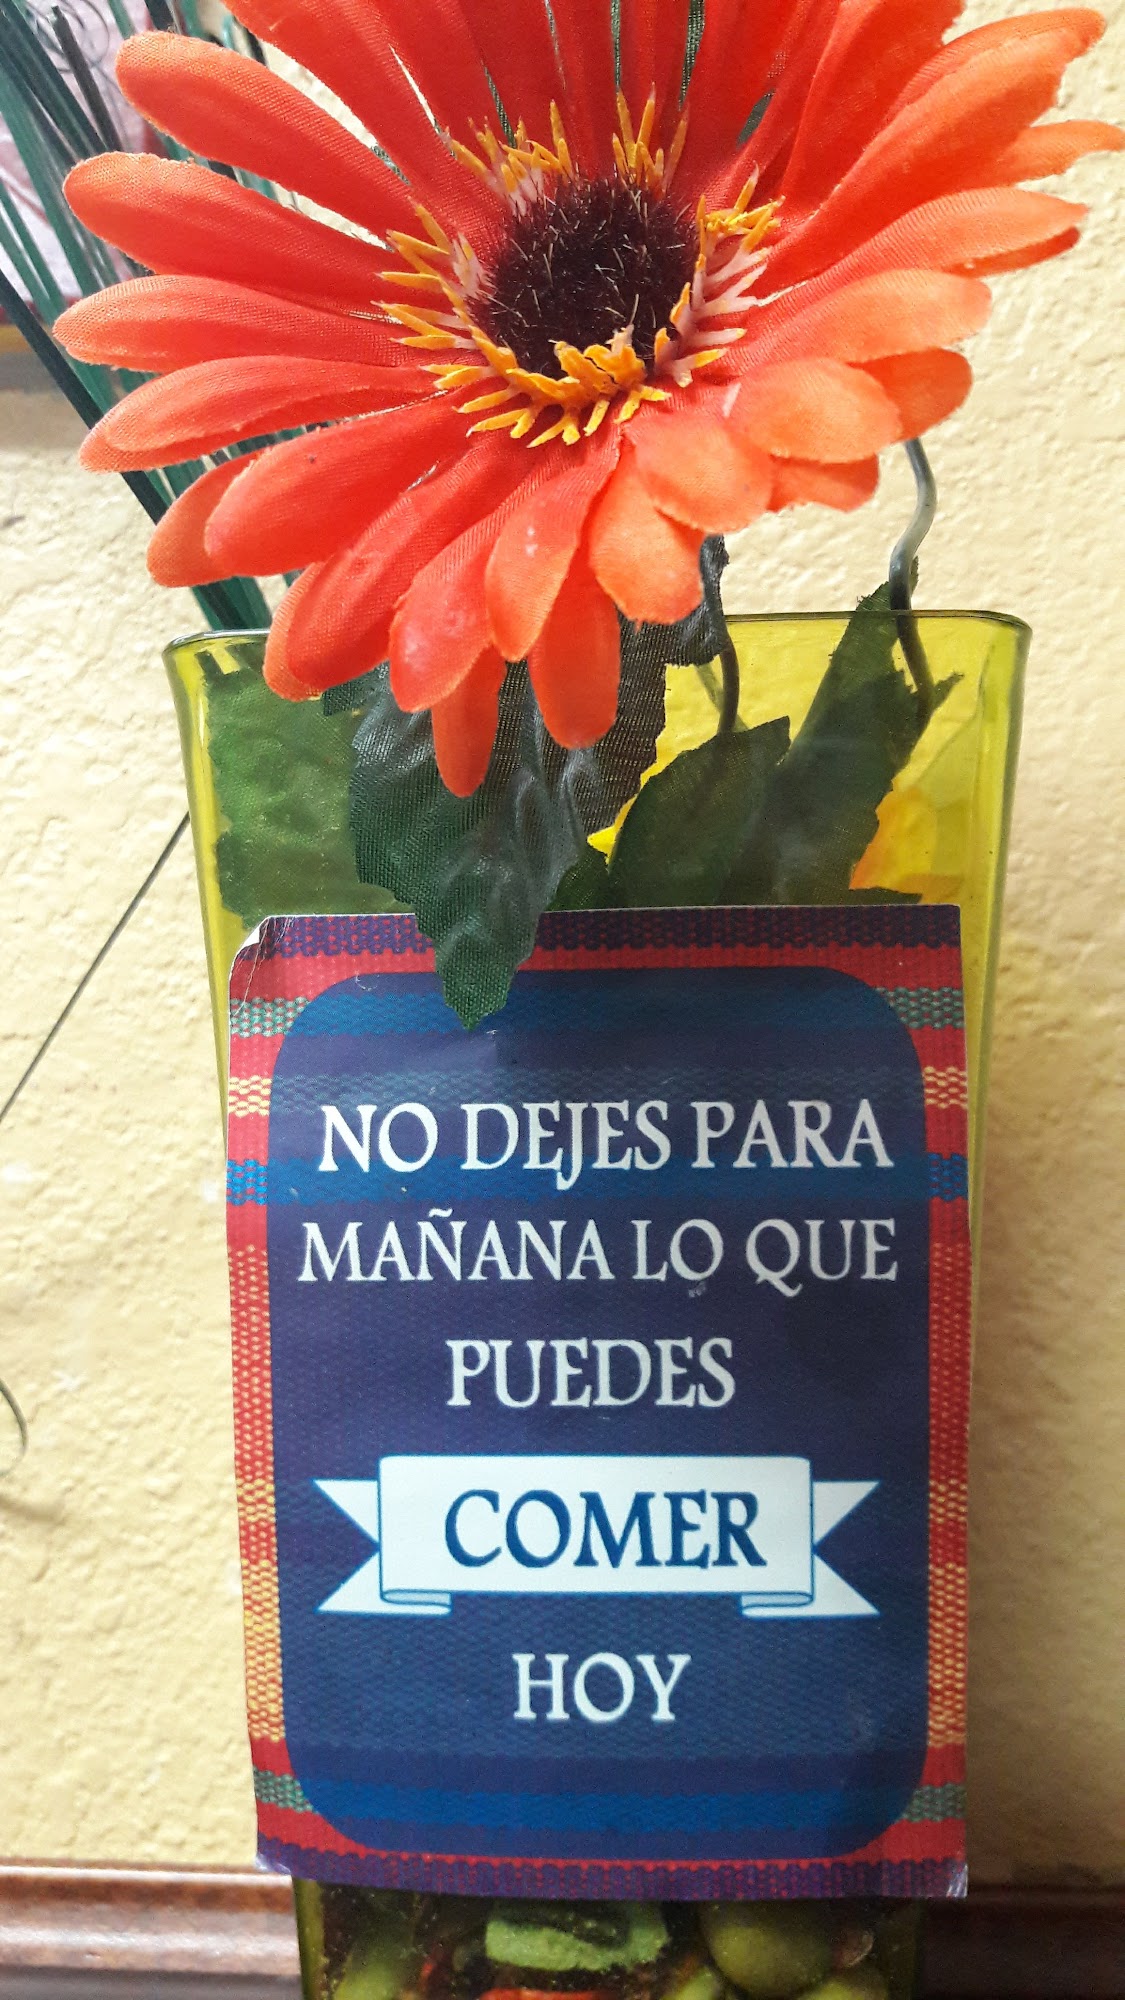 NO DEJES PARA
MAÑANA LO QUE
PUEDES
COMER
HOY